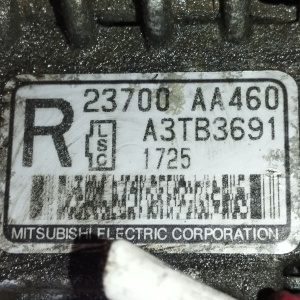 R 23700 AA460
LSC A3TB3691
1725
MITSUBISHI ELECTRIC CORPORATION